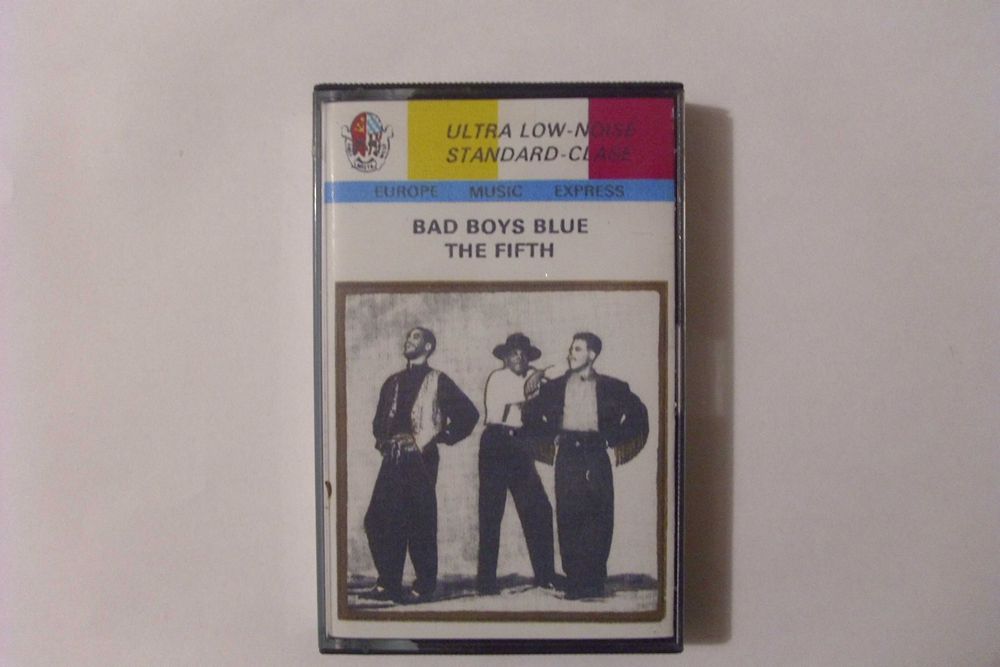 ULTRA LOW-NOISE
STANDARD-CLASE
EUROPE MUSIC EXPRESS
BAD BOYS BLUE
THE FIFTH